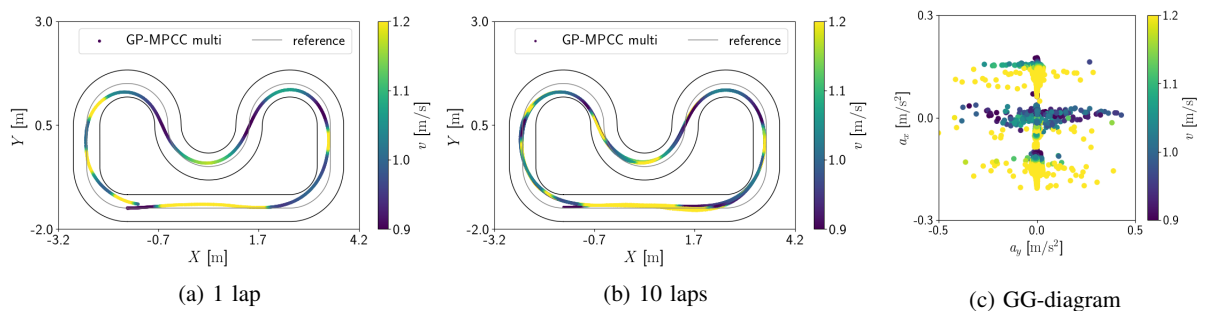 3.0
GP-MPCC multi
reference
Y [m]
0.5
-2.0
-3.2
-0.7
1.7
4.2
X [m]
1.2
1.1
1.0
0.9
v [m/s]
(a) 1 lap
3.0
GP-MPCC multi
reference
Y [m]
0.5
-2.0
-3.2
-0.7
1.7
4.2
X [m]
1.2
1.1
1.0
0.9
v [m/s]
(b) 10 laps
0.3
a_x [m/s²]
0.0
-0.3
-0.5
0.0
0.5
a_y [m/s²]
1.2
1.1
1.0
0.9
v [m/s]
(c) GG-diagram